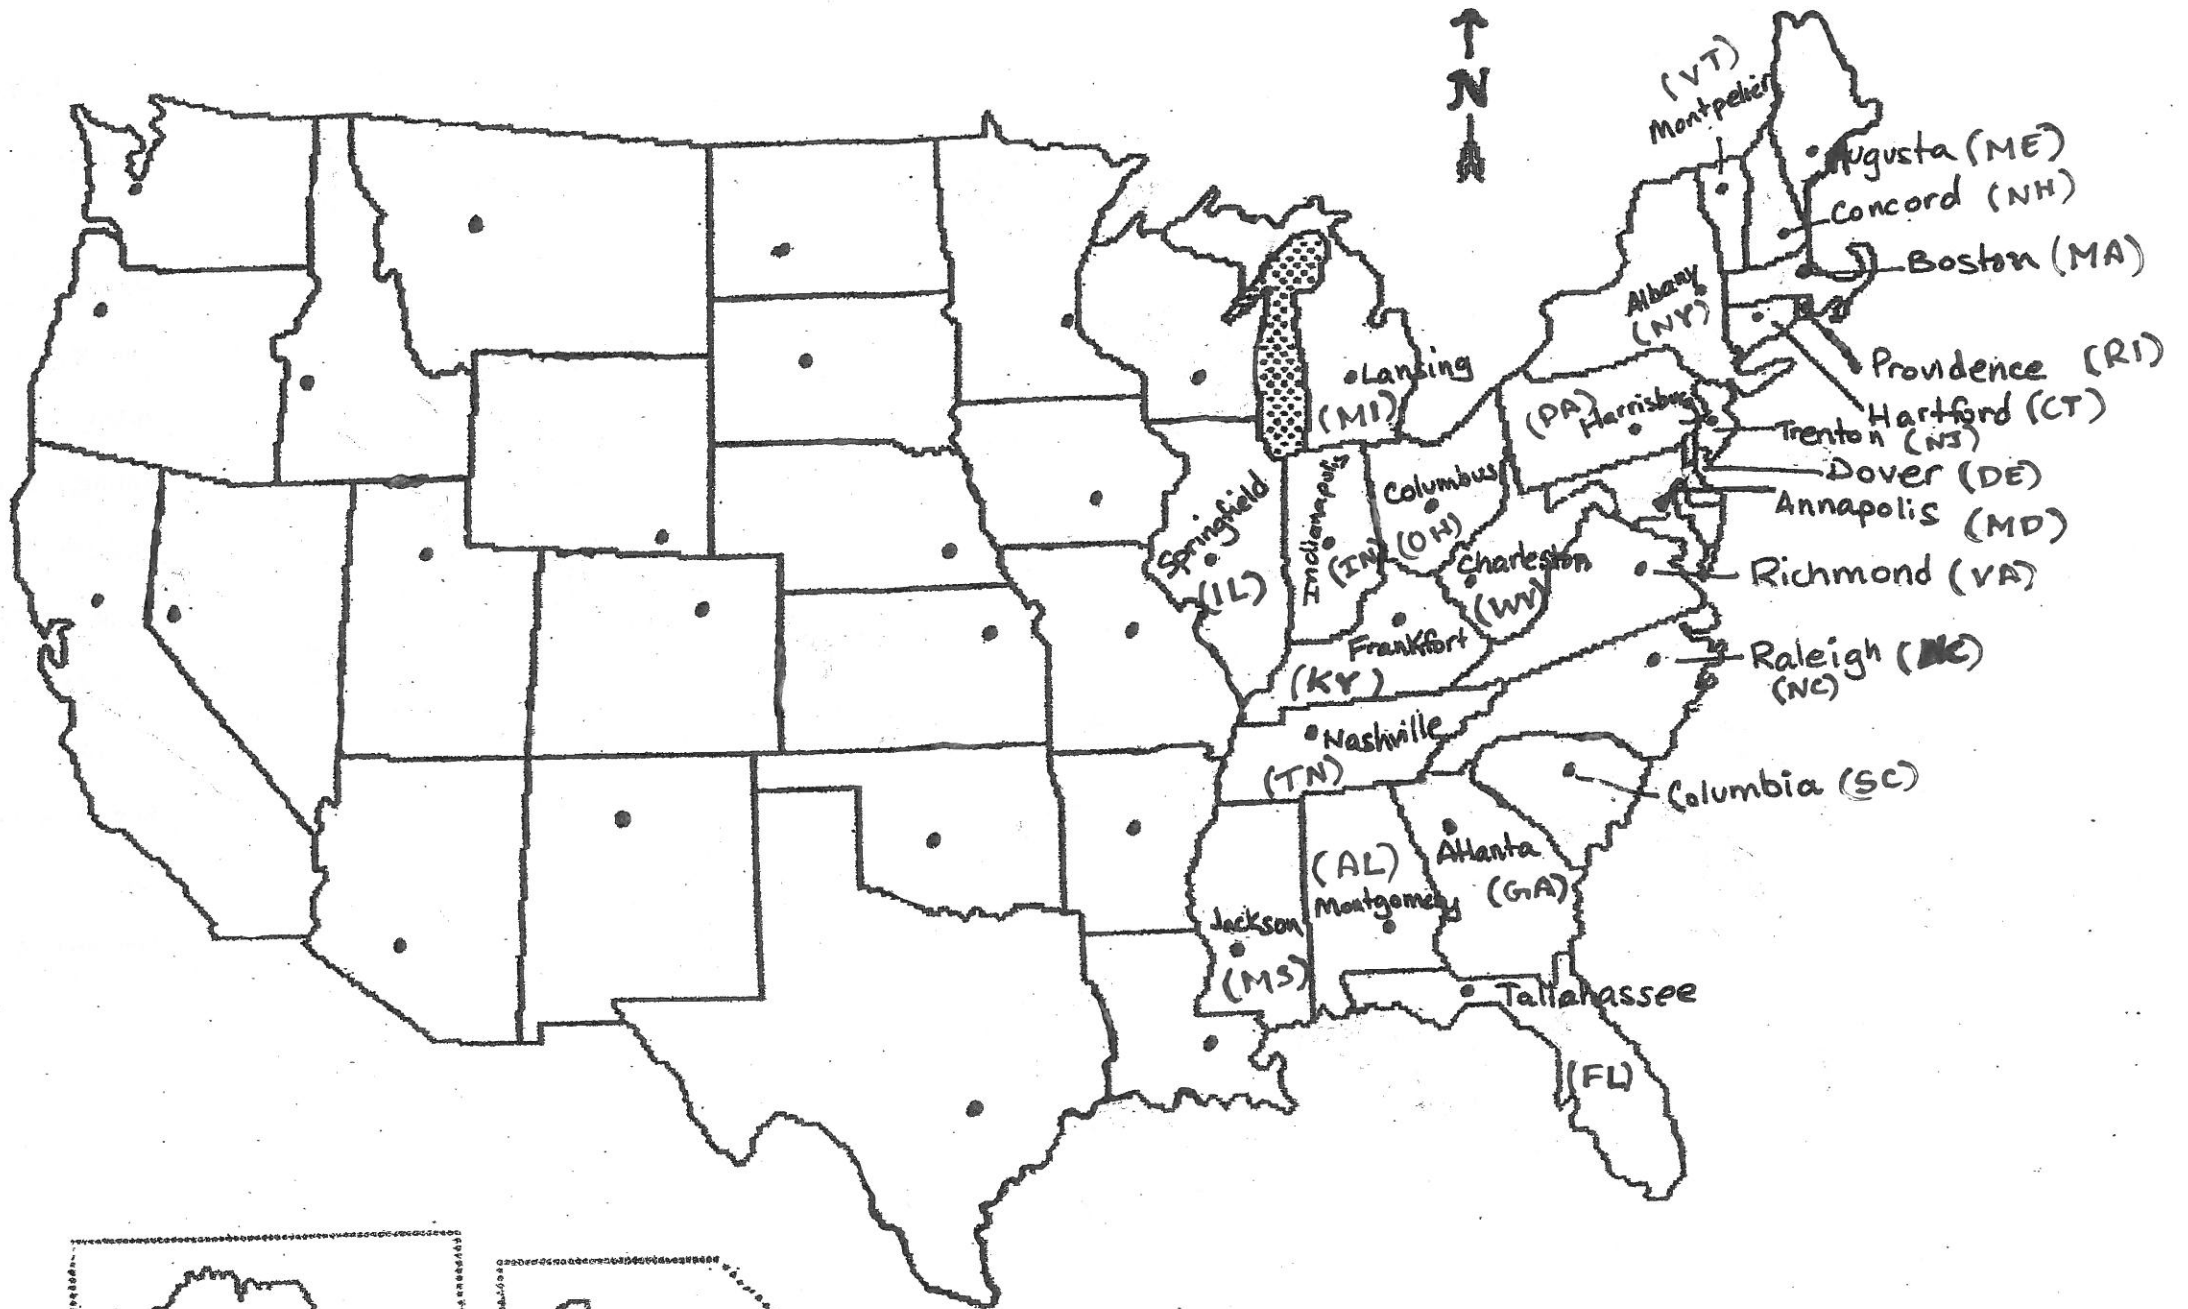 N
(VT)
Montpelier
Augusta (ME)
Concord (NH)
Boston (MA)
Albany
(NY)
Providence (RI)
Lansing
(MI)
(PA) Harrisburg
Hartford (CT)
Trenton (NJ)
Dover (DE)
Annapolis
(MD)
Springfield
(IL)
Indianapolis
(IN)
Columbus
(OH)
Charleston
(WV)
Richmond (VA)
Frankfort
(KY)
Raleigh (NC)
(NC)
Nashville
(TN)
Columbia (SC)
Atlanta
(GA)
(AL)
Montgomery
Jackson
(MS)
Tallahassee
(FL)